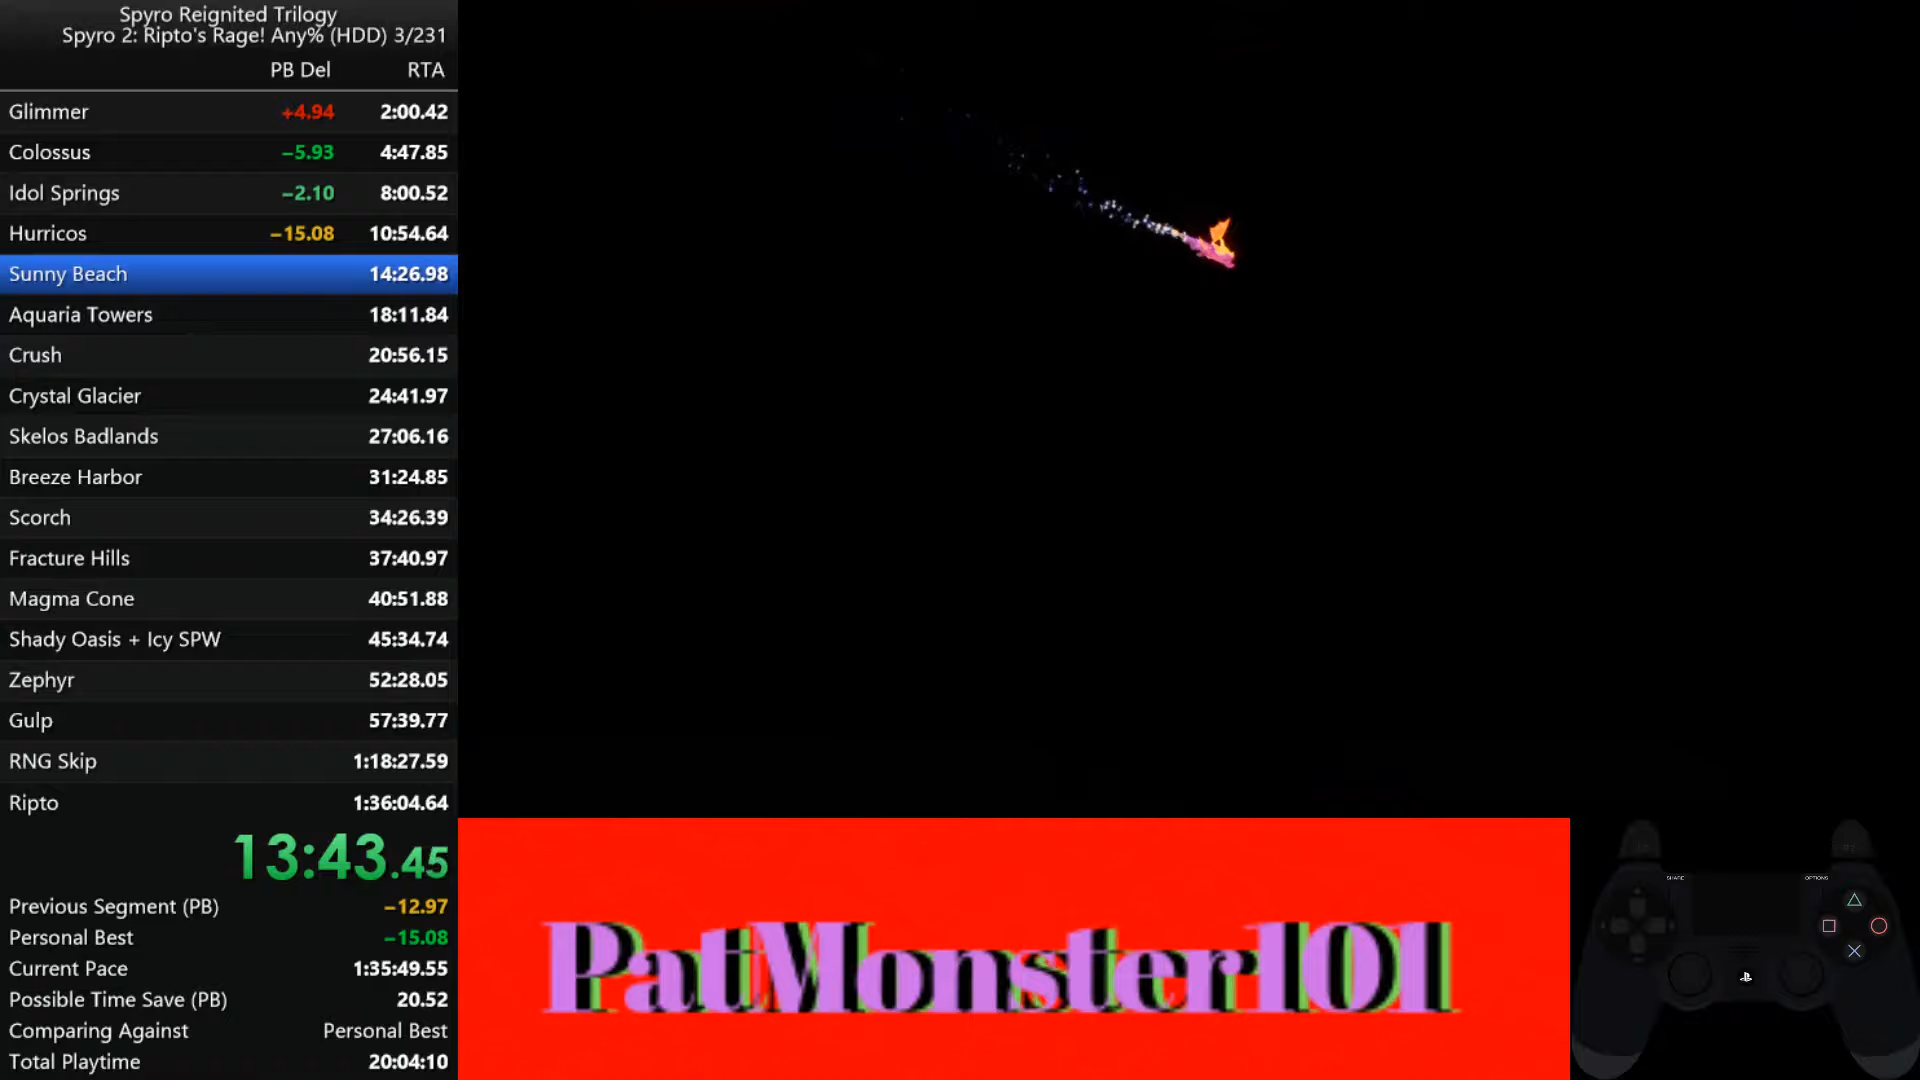 Spyro Reignited Trilogy
Spyro 2: Ripto's Rage! Any% (HDD) 3/231
PB Del RTA
Glimmer +4.94 2:00.42
Colossus −5.93 4:47.85
Idol Springs −2.10 8:00.52
Hurricos −15.08 10:54.64
Sunny Beach 14:26.98
Aquaria Towers 18:11.84
Crush 20:56.15
Crystal Glacier 24:41.97
Skelos Badlands 27:06.16
Breeze Harbor 31:24.85
Scorch 34:26.39
Fracture Hills 37:40.97
Magma Cone 40:51.88
Shady Oasis + Icy SPW 45:34.74
Zephyr 52:28.05
Gulp 57:39.77
RNG Skip 1:18:27.59
Ripto 1:36:04.64
13:43.45
Previous Segment (PB) −12.97
Personal Best −15.08
Current Pace 1:35:49.55
Possible Time Save (PB) 20.52
Comparing Against Personal Best
Total Playtime 20:04:10
PatMonster101
SHARE OPTIONS